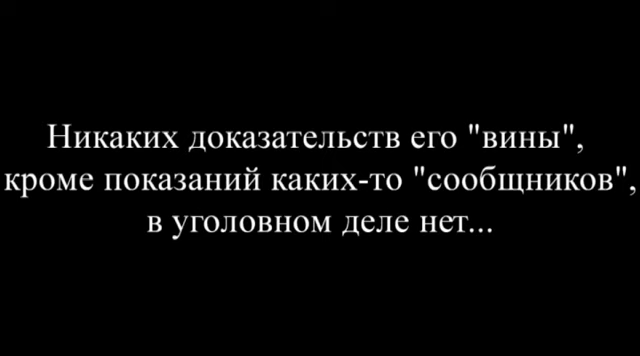 Никаких доказательств его "вины",
кроме показаний каких-то "сообщников",
в уголовном деле нет...